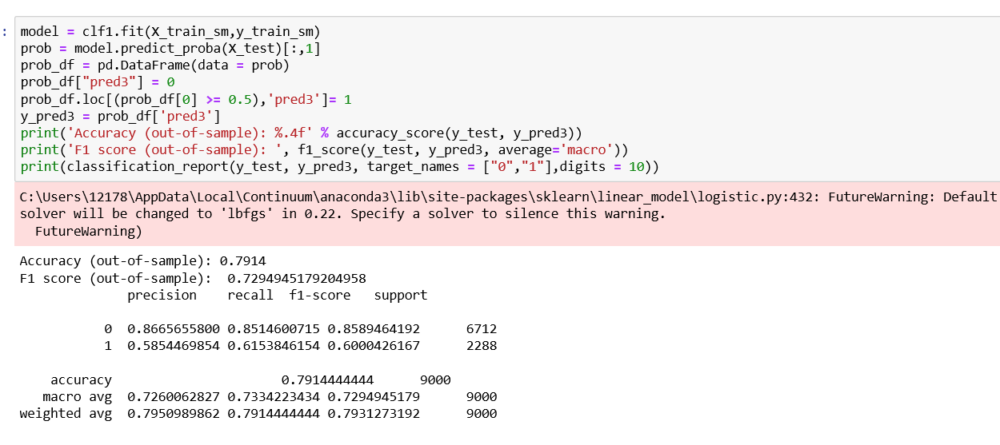 : model = clf1.fit(X_train_sm,y_train_sm)
prob = model.predict_proba(X_test)[:,1]
prob_df = pd.DataFrame(data = prob)
prob_df["pred3"] = 0
prob_df.loc[(prob_df[0] >= 0.5),'pred3']= 1
y_pred3 = prob_df['pred3']
print('Accuracy (out-of-sample): %.4f' % accuracy_score(y_test, y_pred3))
print('F1 score (out-of-sample): ', f1_score(y_test, y_pred3, average='macro'))
print(classification_report(y_test, y_pred3, target_names = ["0","1"],digits = 10))
C:\Users\12178\AppData\Local\Continuum\anaconda3\lib\site-packages\sklearn\linear_model\logistic.py:432: FutureWarning: Default
solver will be changed to 'lbfgs' in 0.22. Specify a solver to silence this warning.
  FutureWarning)
Accuracy (out-of-sample): 0.7914
F1 score (out-of-sample):  0.7294945179204958
              precision    recall  f1-score   support
           0  0.8665655800 0.8514600715 0.8589464192      6712
           1  0.5854469854 0.6153846154 0.6000426167      2288
    accuracy                      0.7914444444      9000
   macro avg  0.7260062827 0.7334223434 0.7294945179      9000
weighted avg  0.7950989862 0.7914444444 0.7931273192      9000